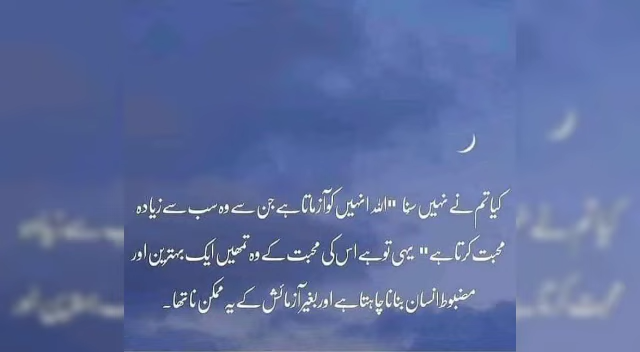 کیا تم نے نہیں سنا "اللہ انہیں کو آزماتا ہے جن سے وہ سب سے زیادہ
محبت کرتا ہے" یہی تو ہے اس کی محبت کے وہ تمھیں ایک بہترین اور
مضبوط انسان بنانا چاہتا ہے اور بغیر آزمائش کے یہ ممکن نا تھا۔